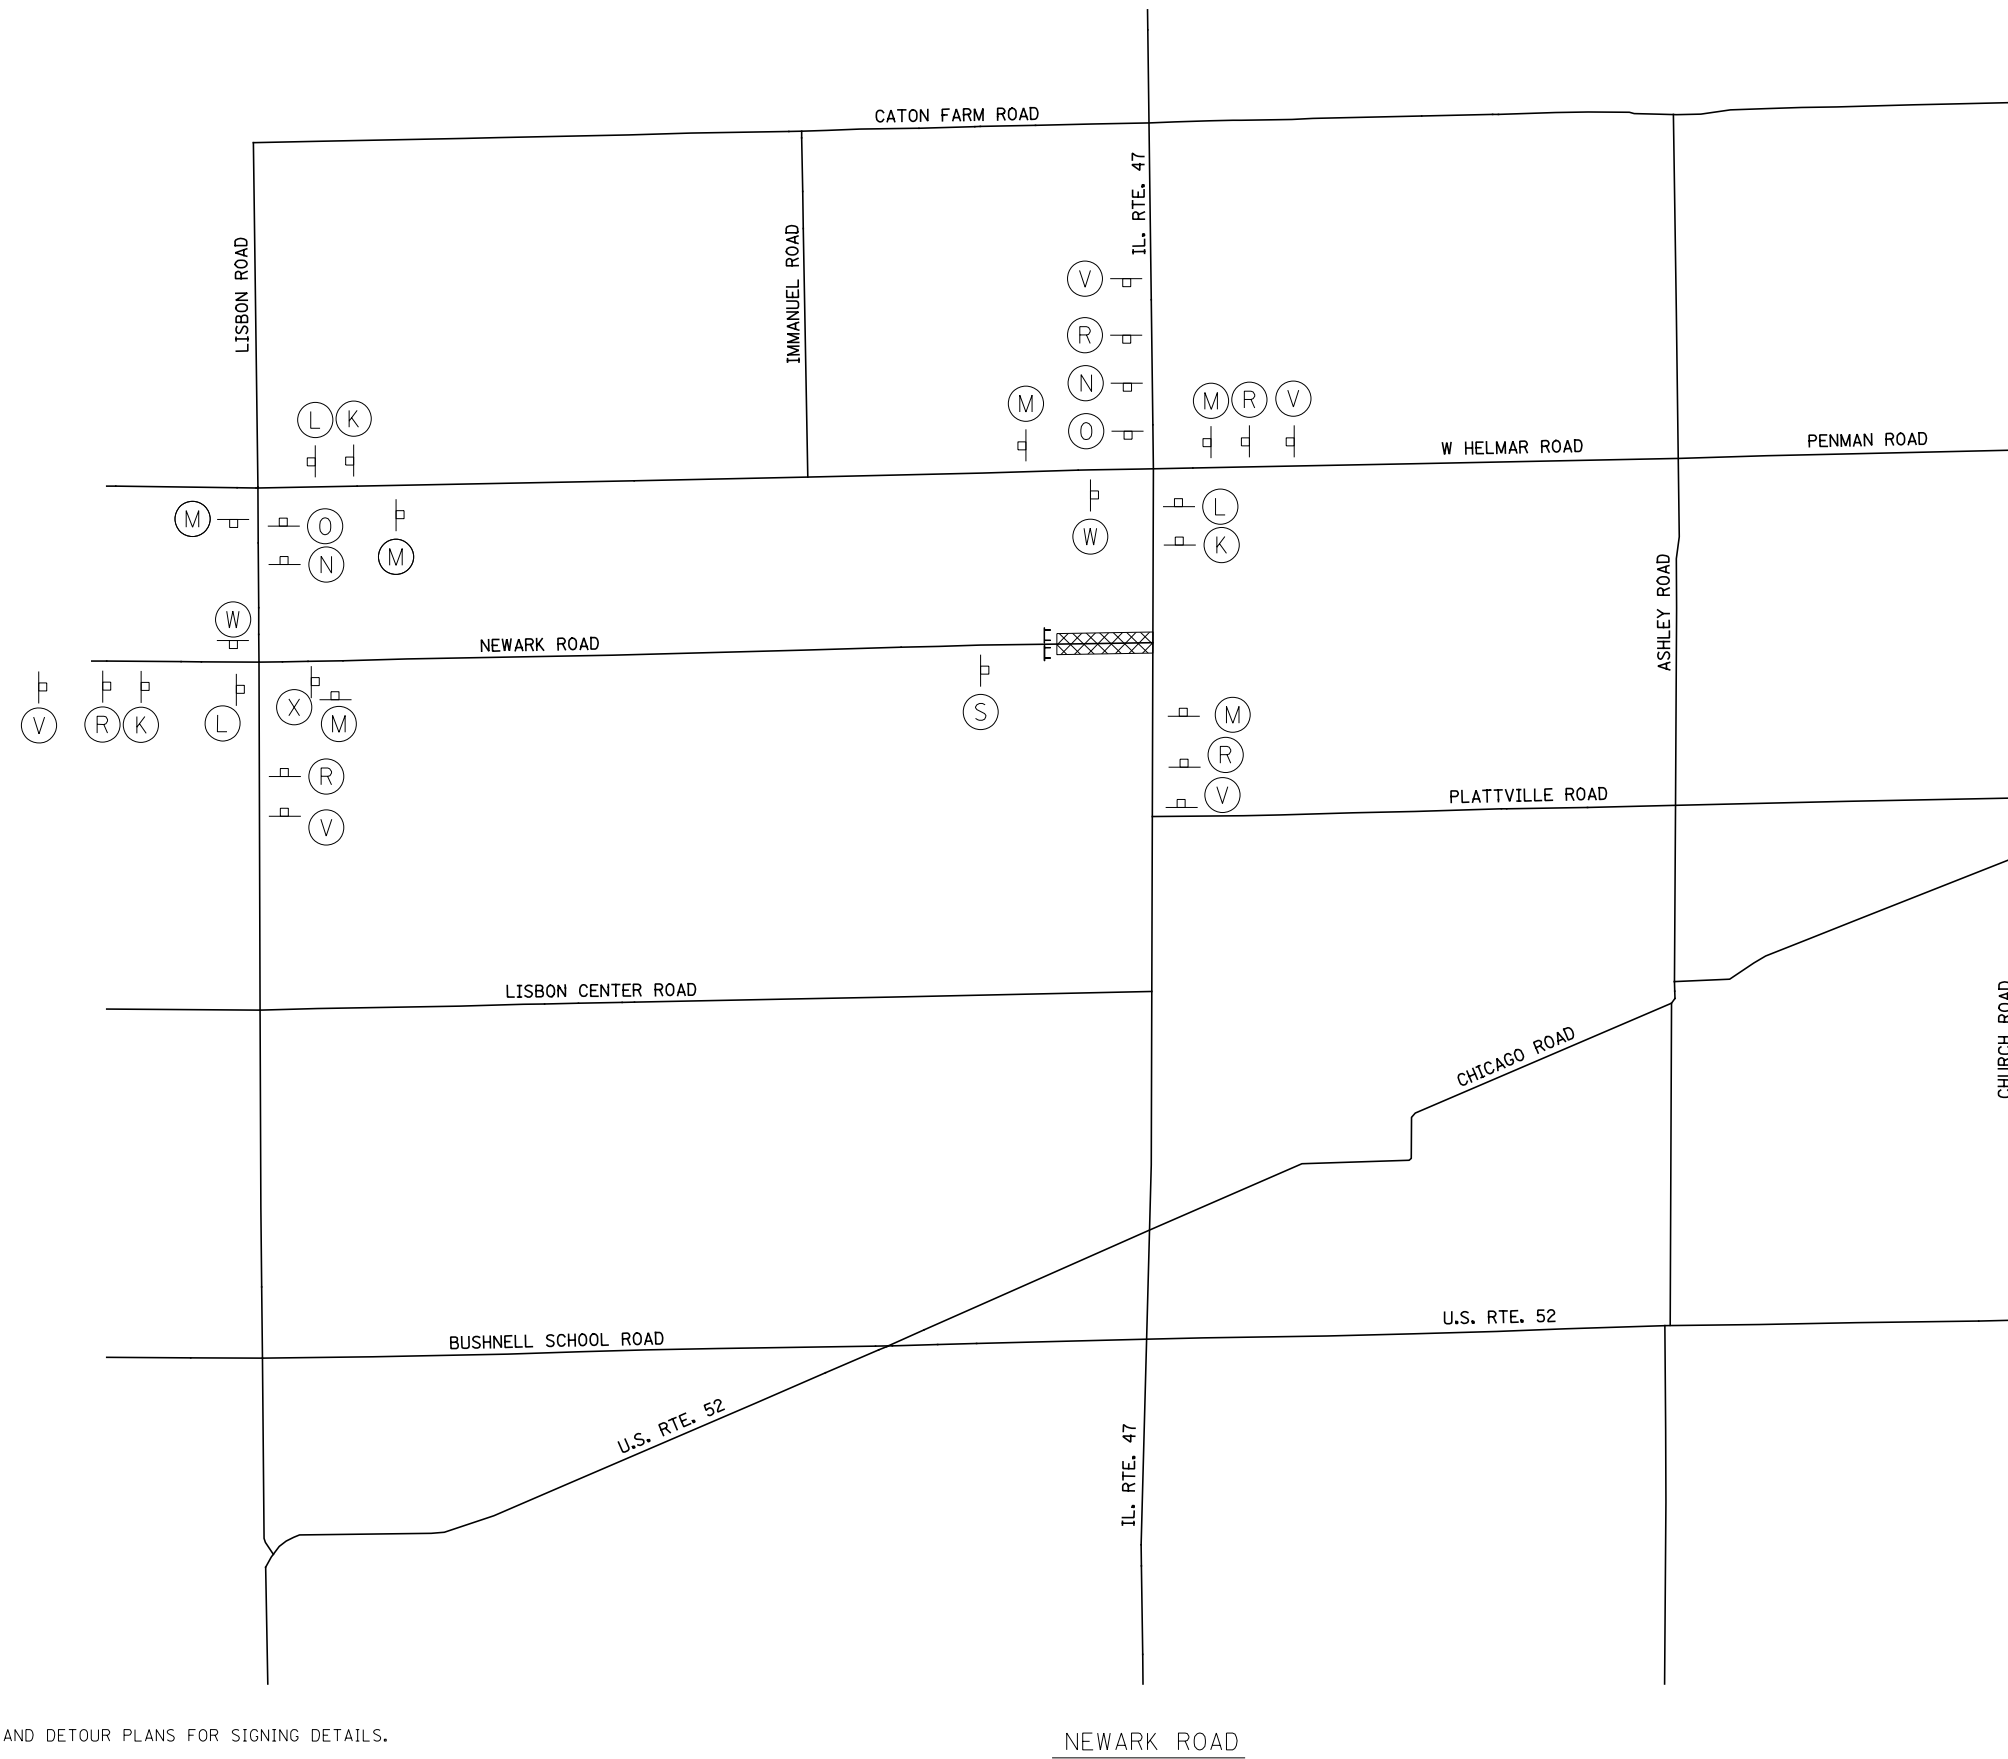 CATON FARM ROAD
IL. RTE. 47
LISBON ROAD
IMMANUEL ROAD
V
R
N
O
M
M R V
L K
W HELMAR ROAD
PENMAN ROAD
M
O
N
M
W
L
K
ASHLEY ROAD
W
NEWARK ROAD
V R K L
X
M
S
M
R
V
R
V
PLATTVILLE ROAD
LISBON CENTER ROAD
CHICAGO ROAD
CHURCH ROAD
U.S. RTE. 52
BUSHNELL SCHOOL ROAD
U.S. RTE. 52
IL. RTE. 47
AND DETOUR PLANS FOR SIGNING DETAILS.
NEWARK ROAD